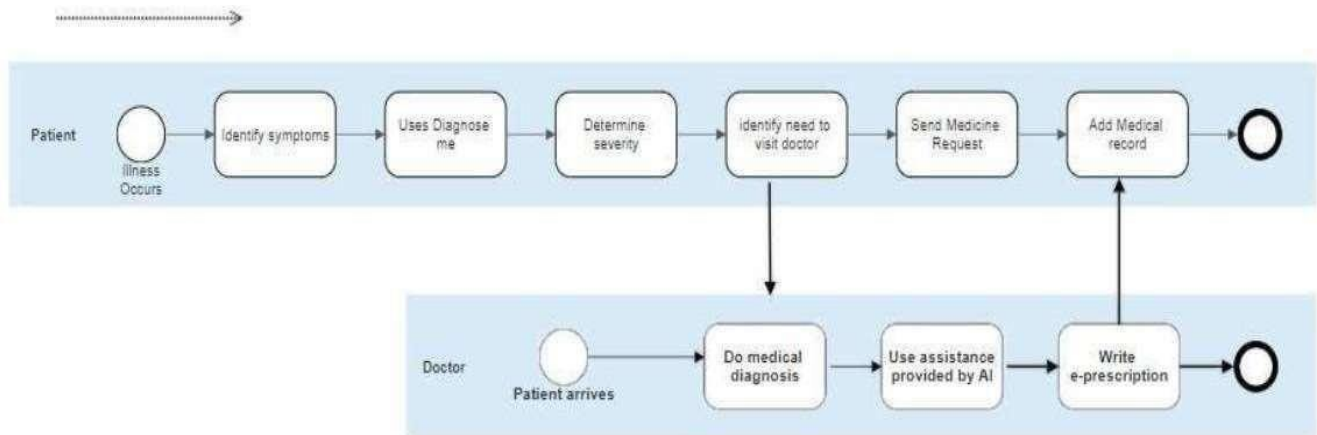 Patient
Illness
Occurs
Identify symptoms
Uses Diagnose
me
Determine
severity
identify need to
visit doctor
Send Medicine
Request
Add Medical
record
Doctor
Patient arrives
Do medical
diagnosis
Use assistance
provided by AI
Write
e-prescription